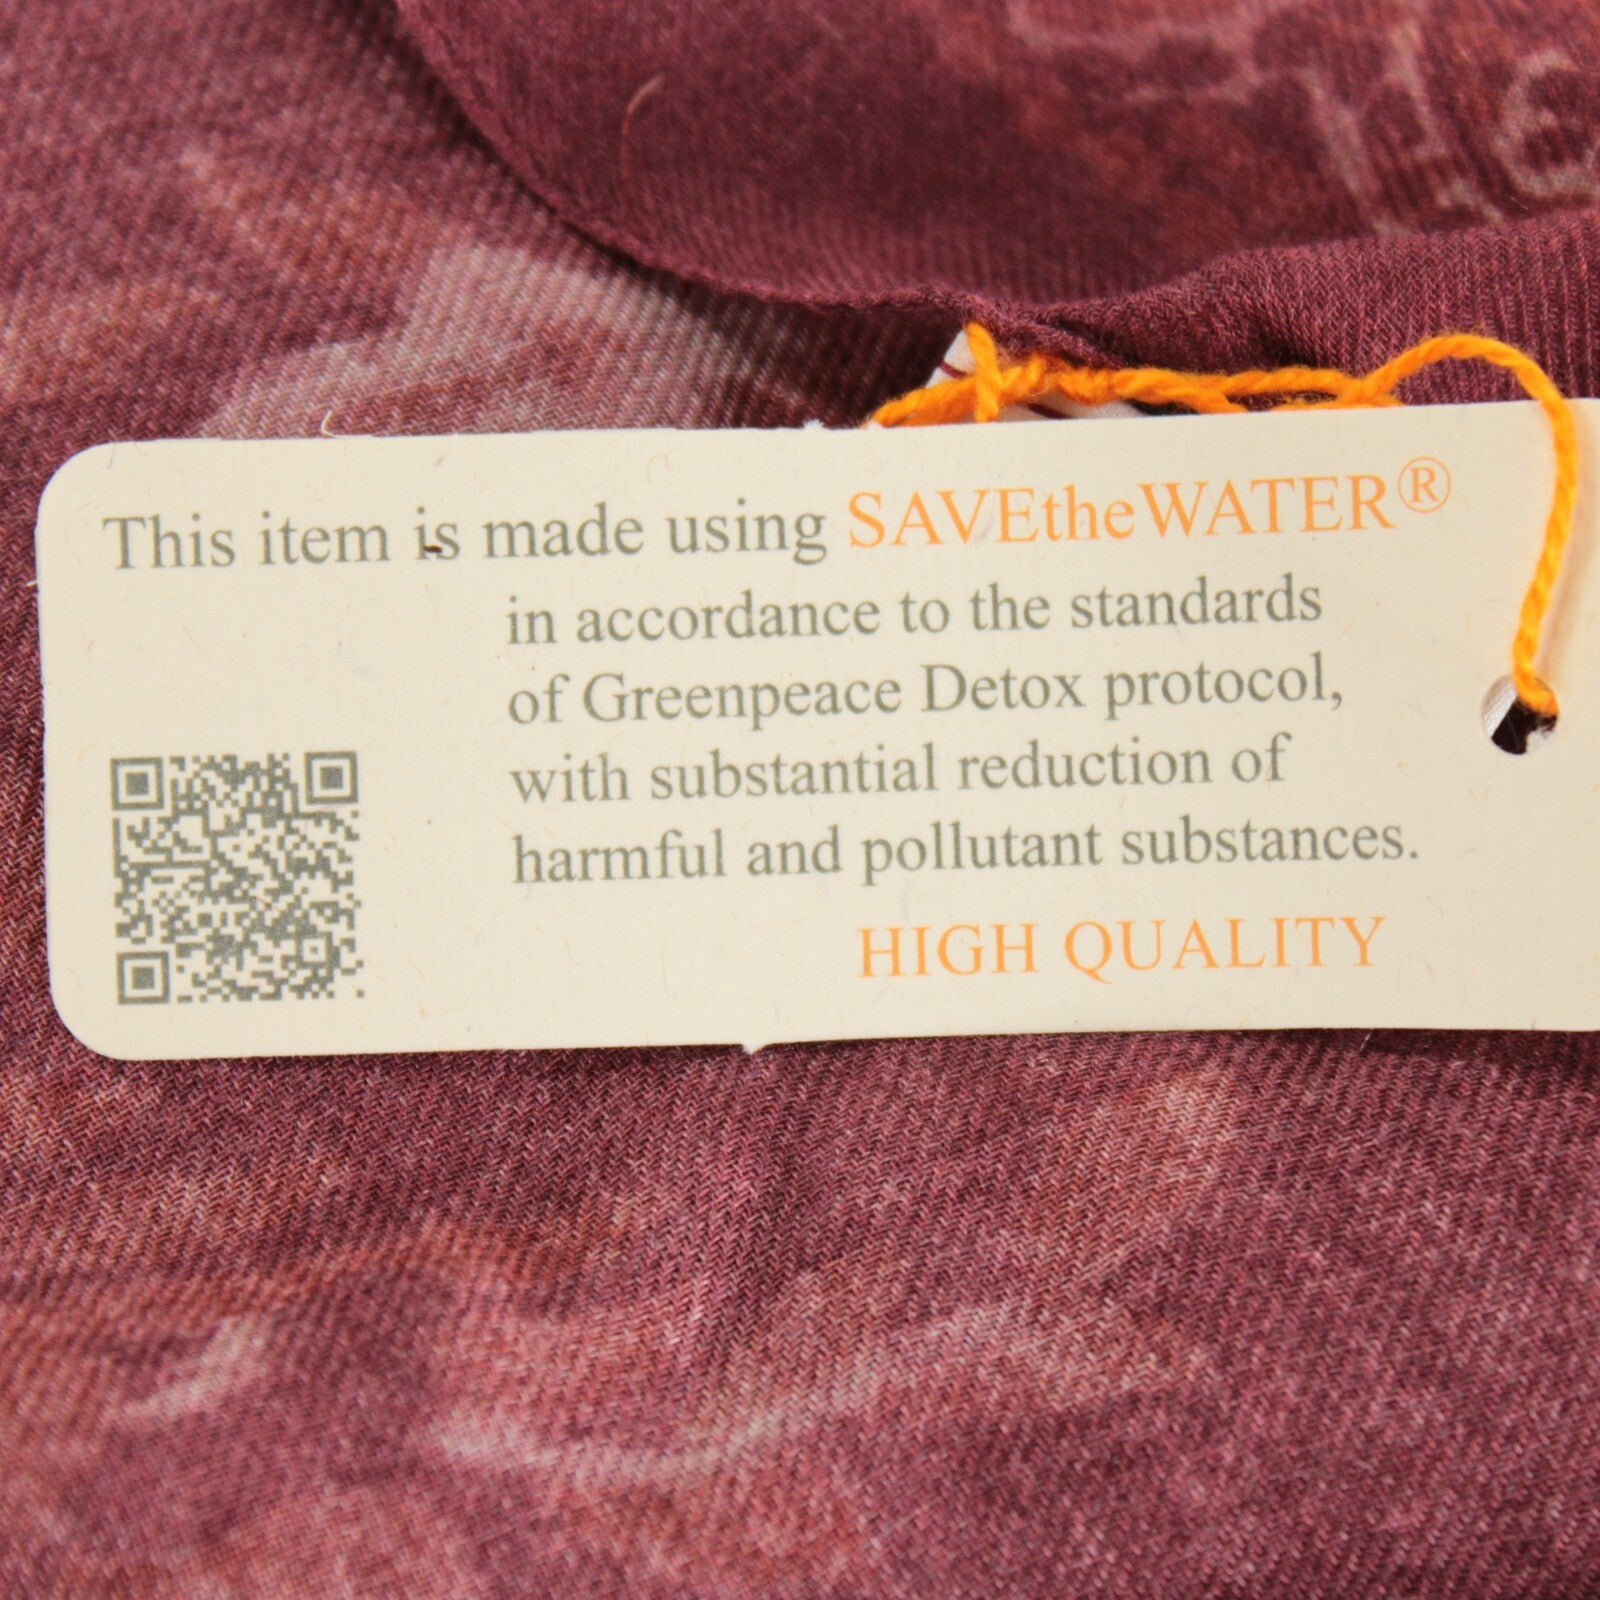 This item is made using SAVEtheWATER®
in accordance to the standards
of Greenpeace Detox protocol,
with substantial reduction of
harmful and pollutant substances.
HIGH QUALITY